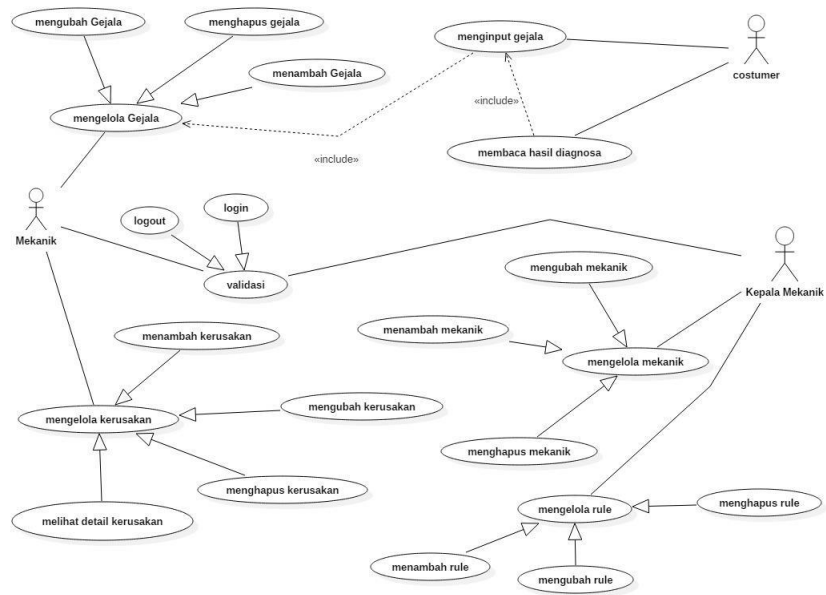 mengubah Gejala
menghapus gejala
menginput gejala
costumer
menambah Gejala
mengelola Gejala
«include»
«include»
membaca hasil diagnosa
Mekanik
logout
login
validasi
mengubah mekanik
Kepala Mekanik
menambah kerusakan
menambah mekanik
mengelola mekanik
mengelola kerusakan
mengubah kerusakan
menghapus mekanik
menghapus kerusakan
melihat detail kerusakan
mengelola rule
menghapus rule
menambah rule
mengubah rule